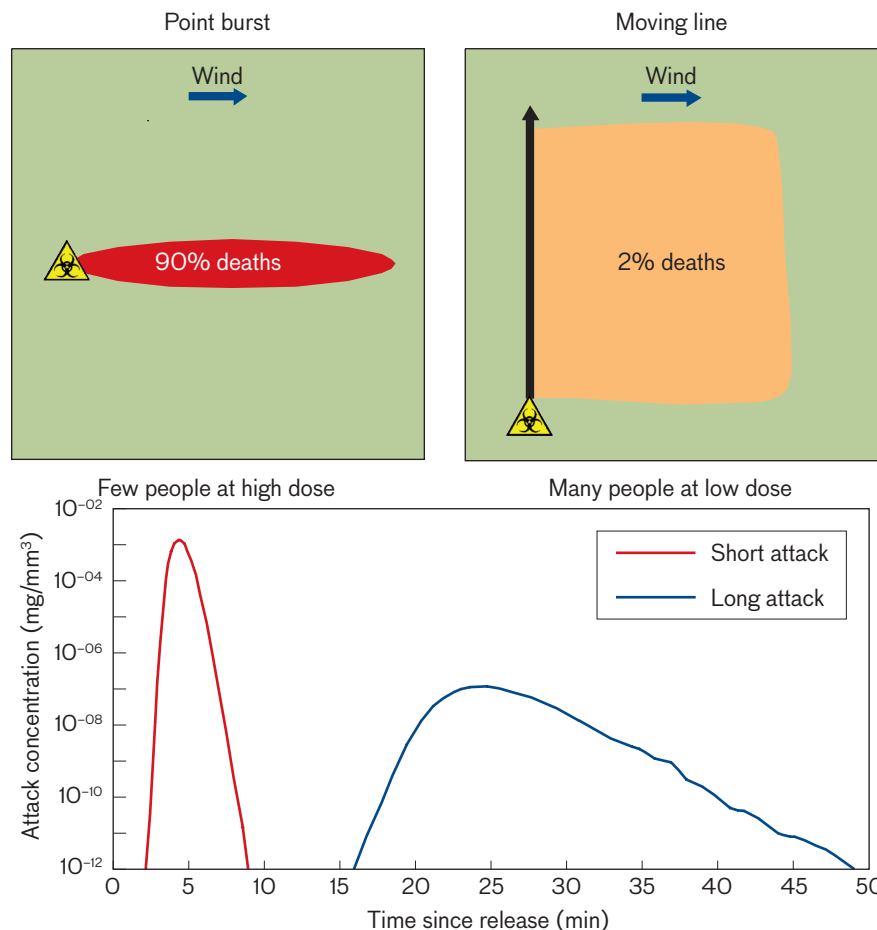 Point burst
Moving line
Wind
Wind
90% deaths
2% deaths
Few people at high dose
Many people at low dose
10⁻⁰²
10⁻⁰⁴
10⁻⁰⁶
10⁻⁰⁸
10⁻¹⁰
10⁻¹²
Attack concentration (mg/mm³)
Short attack
Long attack
0 5 10 15 20 25 30 35 40 45 50
Time since release (min)